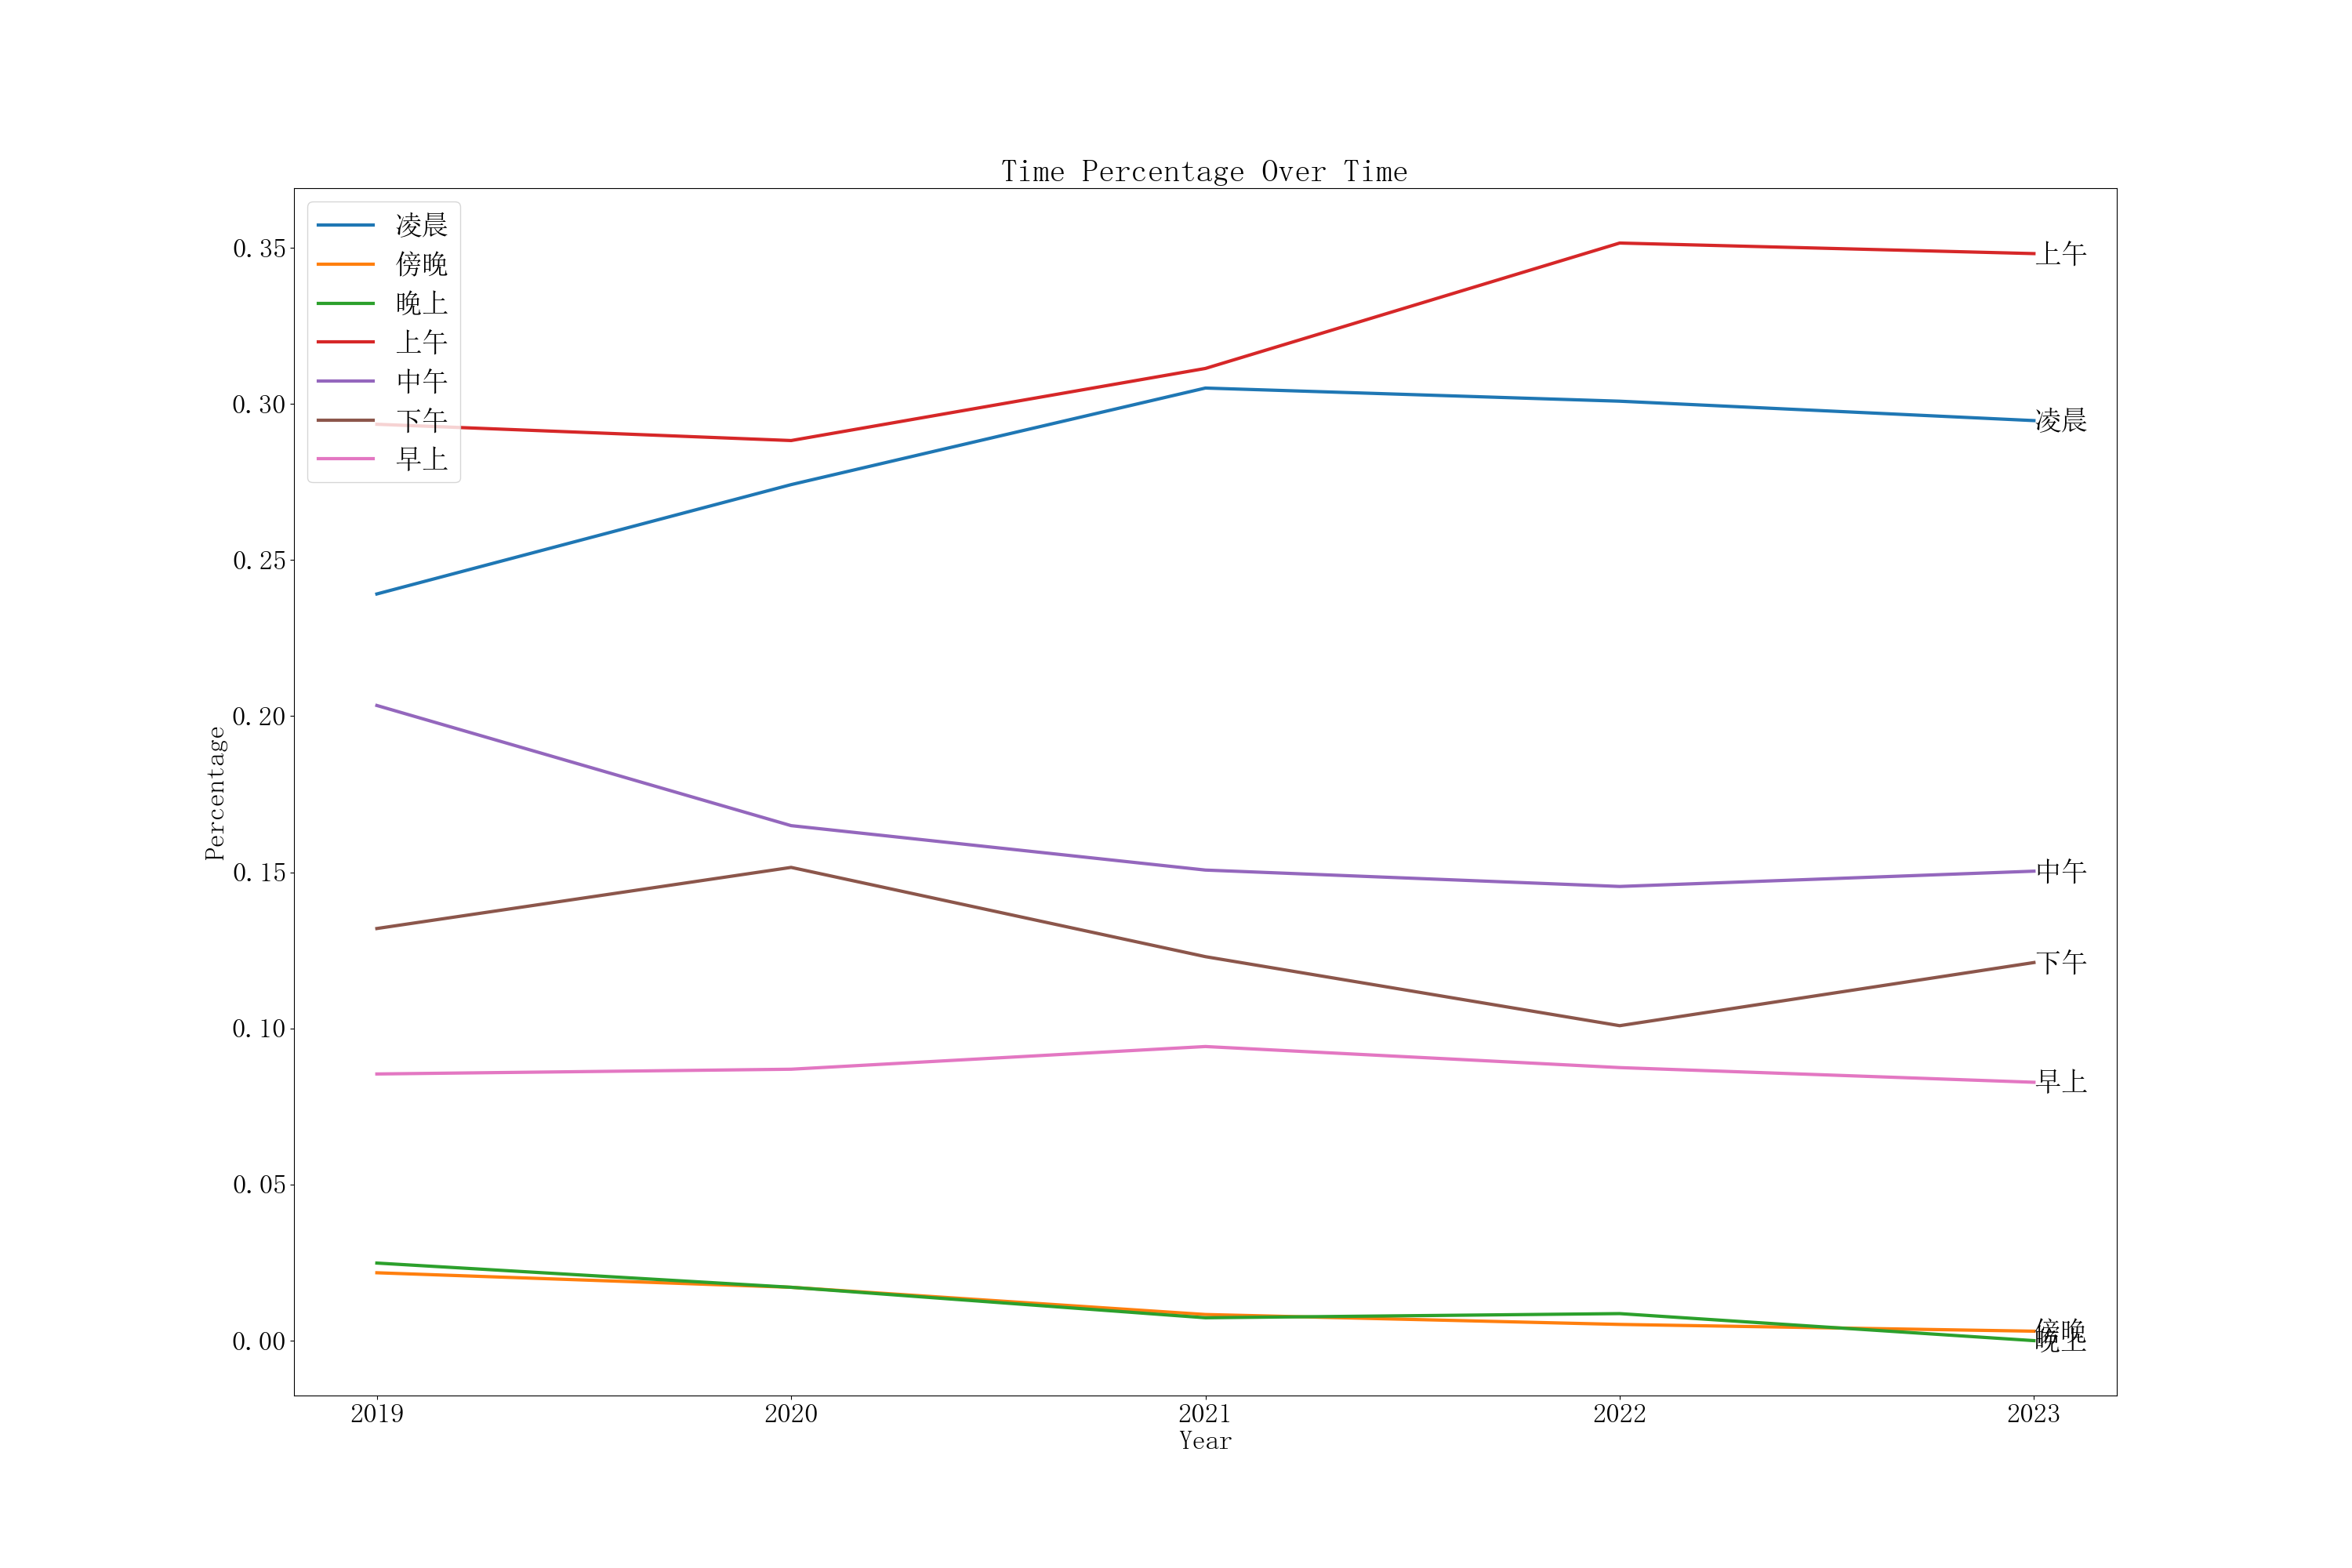 Time Percentage Over Time
凌晨
傍晚
晚上
上午
中午
下午
早上
0.35
0.30
0.25
0.20
0.15
0.10
0.05
0.00
Percentage
上午
凌晨
中午
下午
早上
傍晚
晚上
2019 2020 2021 2022 2023
Year